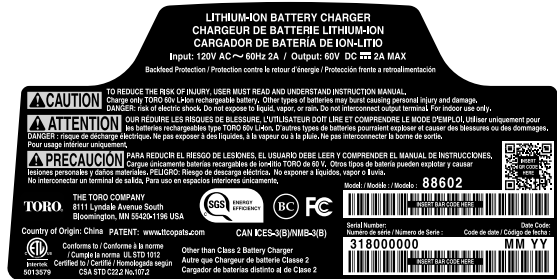 LITHIUM-ION BATTERY CHARGER
CHARGEUR DE BATTERIE LITHIUM-ION
CARGADOR DE BATERÍA DE ION-LITIO
Input: 120V AC ~ 60Hz 2A / Output: 60V DC ⎓ 2A MAX
Backfeed Protection / Protection contre le retour d'énergie / Protección frente a retroalimentación
CAUTION TO REDUCE THE RISK OF INJURY, USER MUST READ AND UNDERSTAND INSTRUCTION MANUAL.
Charge only TORO 60v Li-Ion rechargeable battery. Other types of batteries may burst causing personal injury and damage.
DANGER: risk of electric shock. Do not expose to liquid, vapor, or rain. Do not interconnect output terminal. For indoor use only.
ATTENTION OUR RÉDUIRE LES RISQUES DE BLESSURE, L'UTILISATEUR DOIT LIRE ET COMPRENDRE LE MODE D'EMPLOI, Utiliser uniquement pour
les batteries rechargeables type TORO 60V Li-Ion. D'autres types de batteries pourraient exploser et causer des blessures ou des dommages.
DANGER : risque de décharge électrique. Ne pas exposer à des liquides, à la vapeur ou à la pluie. Ne pas interconnecter la borne de sortie.
Pour usage intérieur uniquement.
PRECAUCIÓN PARA REDUCIR EL RIESGO DE LESIONES, EL USUARIO DEBE LEER Y COMPRENDER EL MANUAL DE INSTRUCCIONES,
Cargue únicamente baterías recargables de ion-litio TORO de 60 V. Otros tipos de batería pueden explotar y causar
lesiones personales y daños materiales. PELIGRO: Riesgo de descarga eléctrica. No exponer a líquidos, vapor o lluvia.
No interconectar un terminal de salida, Para uso en espacios interiores únicamente.
INSERT
BAR CODE
HERE
Model: / Modèle : / Modelo : 88602
INSERT BAR CODE HERE
TORO.
THE TORO COMPANY
8111 Lyndale Avenue South
Bloomington, MN 55420-1196 USA
SGS ENERGY
EFFICIENCY
BC
FC
Country of Origin: China PATENT: www.ttcopats.com CAN ICES-3(B)/NMB-3(B)
Serial Number: Date Code:
Numéro de série / Número de Serie : Code de date / Código de fecha :
318000000 MM YY
INSERT BAR CODE HERE
ETL
Intertek
5013579
Conforms to / Conforme à la norme
/ Cumple la norma UL STD 1012
Certified to / Certifié / Homologada según
CSA STD C22.2 No.107.2
Other than Class 2 Battery Charger
Autre que Chargeur de batterie Classe 2
Cargador de baterías distinto al de Clase 2